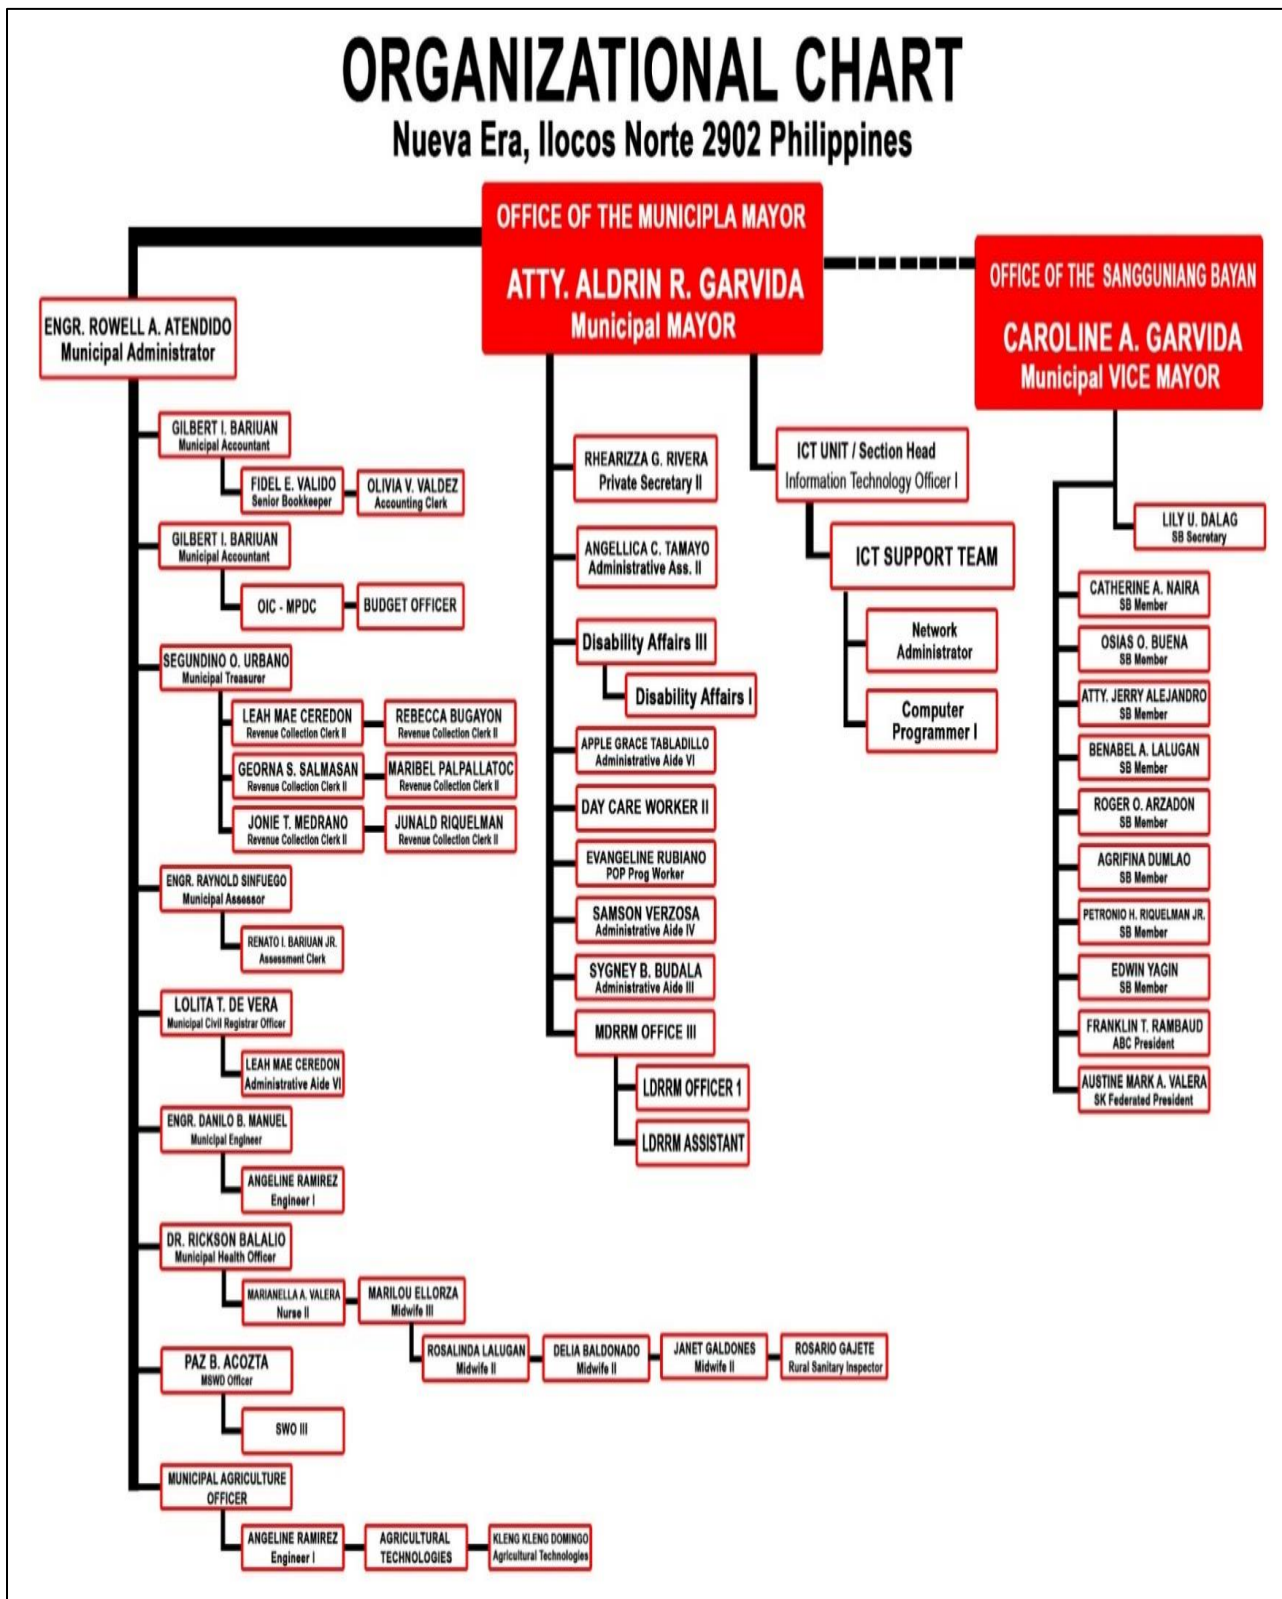 ORGANIZATIONAL CHART
Nueva Era, Ilocos Norte 2902 Philippines
OFFICE OF THE MUNICIPLA MAYOR
ATTY. ALDRIN R. GARVIDA
Municipal MAYOR
OFFICE OF THE SANGGUNIANG BAYAN
CAROLINE A. GARVIDA
Municipal VICE MAYOR
ENGR. ROWELL A. ATENDIDO
Municipal Administrator
GILBERT I. BARIUAN
Municipal Accountant
FIDEL E. VALIDO
Senior Bookkeeper
OLIVIA V. VALDEZ
Accounting Clerk
GILBERT I. BARIUAN
Municipal Accountant
OIC - MPDC
BUDGET OFFICER
SEGUNDINO O. URBANO
Municipal Treasurer
LEAH MAE CEREDON
Revenue Collection Clerk II
REBECCA BUGAYON
Revenue Collection Clerk II
GEORNA S. SALMASAN
Revenue Collection Clerk II
MARIBEL PALPALLATOC
Revenue Collection Clerk II
JONIE T. MEDRANO
Revenue Collection Clerk II
JUNALD RIQUELMAN
Revenue Collection Clerk II
ENGR. RAYNOLD SINFUEGO
Municipal Assessor
RENATO I. BARIUAN JR.
Assessment Clerk
LOLITA T. DE VERA
Municipal Civil Registrar Officer
LEAH MAE CEREDON
Administrative Aide VI
ENGR. DANILO B. MANUEL
Municipal Engineer
ANGELINE RAMIREZ
Engineer I
DR. RICKSON BALALIO
Municipal Health Officer
MARIANELLA A. VALERA
Nurse II
MARILOU ELLORZA
Midwife III
ROSALINDA LALUGAN
Midwife II
DELIA BALDONADO
Midwife II
JANET GALDONES
Midwife II
ROSARIO GAJETE
Rural Sanitary Inspector
PAZ B. ACOZTA
MSWD Officer
SWO III
MUNICIPAL AGRICULTURE
OFFICER
ANGELINE RAMIREZ
Engineer I
AGRICULTURAL
TECHNOLOGIES
KLENG KLENG DOMINGO
Agricultural Technologies
RHEARIZZA G. RIVERA
Private Secretary II
ANGELLICA C. TAMAYO
Administrative Ass. II
Disability Affairs III
Disability Affairs I
APPLE GRACE TABLADILLO
Administrative Aide VI
DAY CARE WORKER II
EVANGELINE RUBIANO
POP Prog Worker
SAMSON VERZOSA
Administrative Aide IV
SYGNEY B. BUDALA
Administrative Aide III
MDRRM OFFICE III
LDRRM OFFICER 1
LDRRM ASSISTANT
ICT UNIT / Section Head
Information Technology Officer I
ICT SUPPORT TEAM
Network
Administrator
Computer
Programmer I
LILY U. DALAG
SB Secretary
CATHERINE A. NAIRA
SB Member
OSIAS O. BUENA
SB Member
ATTY. JERRY ALEJANDRO
SB Member
BENABEL A. LALUGAN
SB Member
ROGER O. ARZADON
SB Member
AGRIFINA DUMLAO
SB Member
PETRONIO H. RIQUELMAN JR.
SB Member
EDWIN YAGIN
SB Member
FRANKLIN T. RAMBAUD
ABC President
AUSTINE MARK A. VALERA
SK Federated President